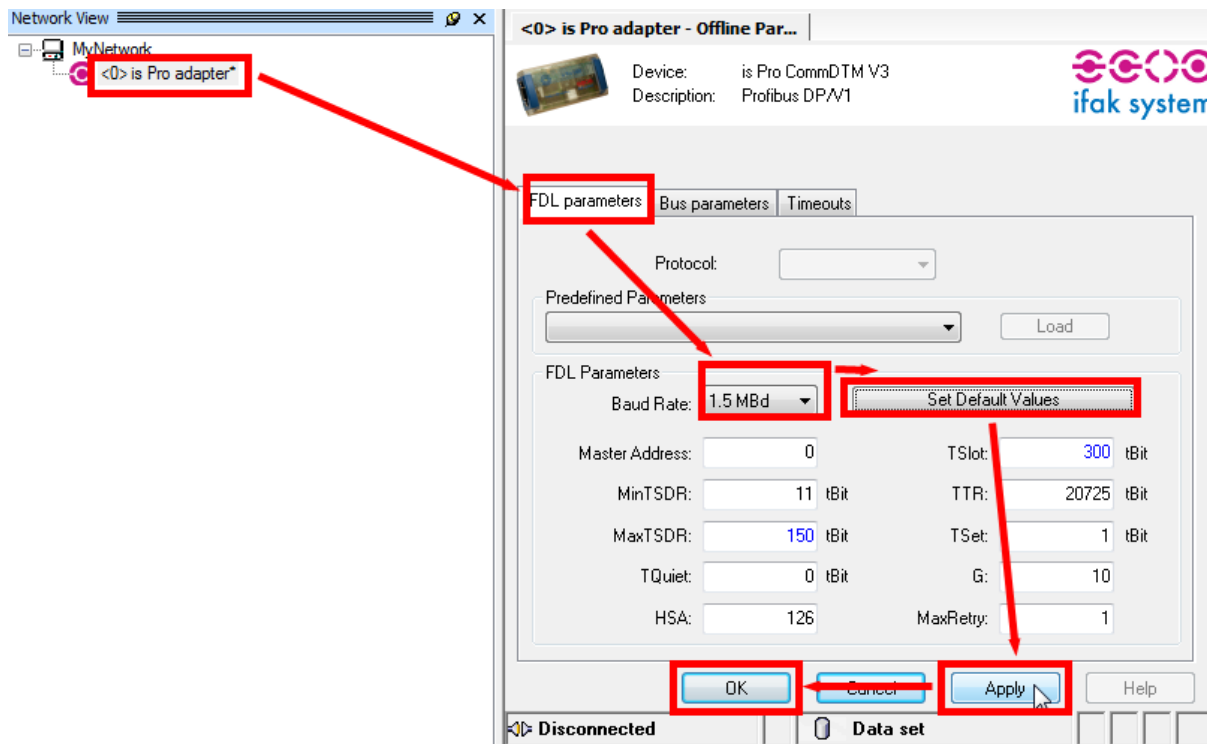 Network View
MyNetwork
<0> is Pro adapter*
<0> is Pro adapter - Offline Par...
Device: is Pro CommDTM V3
Description: Profibus DP/V1
ifak system
FDL parameters Bus parameters Timeouts
Protocol:
Predefined Parameters
Load
FDL Parameters
Baud Rate: 1.5 MBd Set Default Values
Master Address: 0 TSlot: 300 tBit
MinTSDR: 11 tBit TTR: 20725 tBit
MaxTSDR: 150 tBit TSet: 1 tBit
TQuiet: 0 tBit G: 10
HSA: 126 MaxRetry: 1
OK Cancel Apply Help
Disconnected Data set